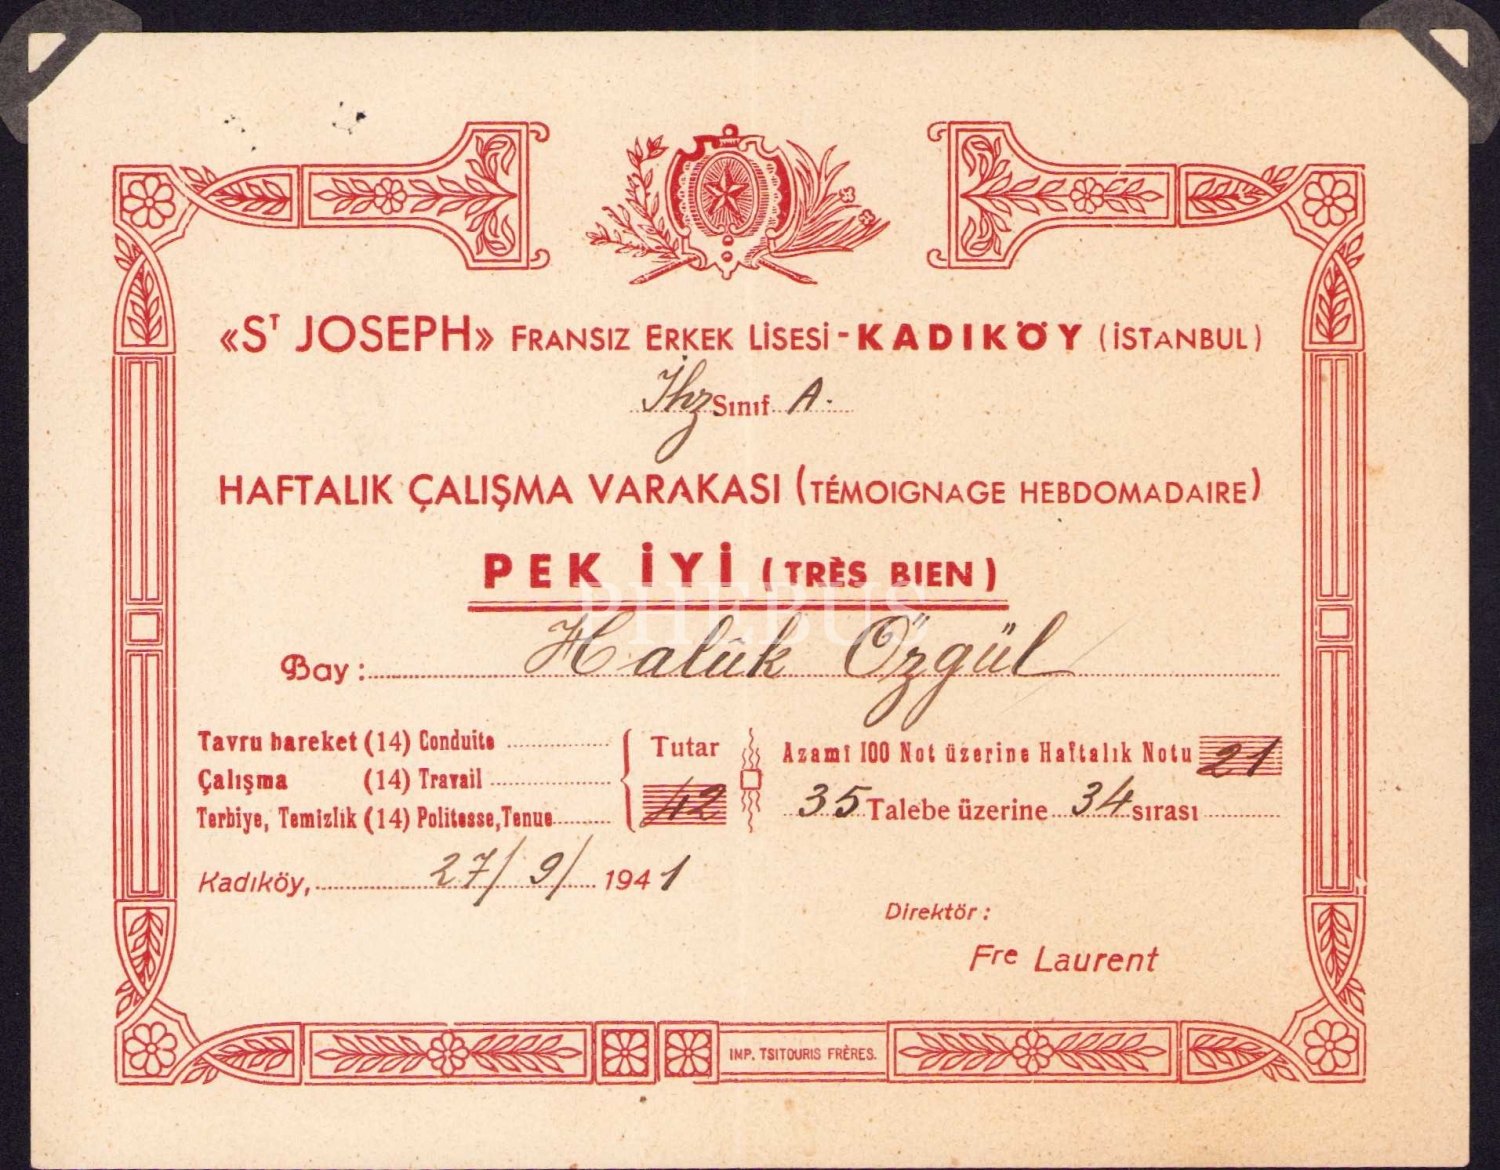 «Sᵀ JOSEPH» FRANSIZ ERKEK LİSESİ - KADIKÖY (İSTANBUL)
İhz Sınıf A.
HAFTALIK ÇALIŞMA VARAKASI (TÉMOIGNAGE HEBDOMADAIRE)
PEK İYİ (TRÈS BIEN)
PHEBUS
Bay: Halûk Özgül
Tavru hareket (14) Conduite
Çalışma (14) Travail
Terbiye, Temizlik (14) Politesse, Tenue
Tutar
42
Azamî 100 Not üzerine Haftalık Notu 21
35 Talebe üzerine 34 sırası
Kadıköy, 27/9/1941
Direktör:
Fre Laurent
IMP. TSITOURIS FRÈRES.